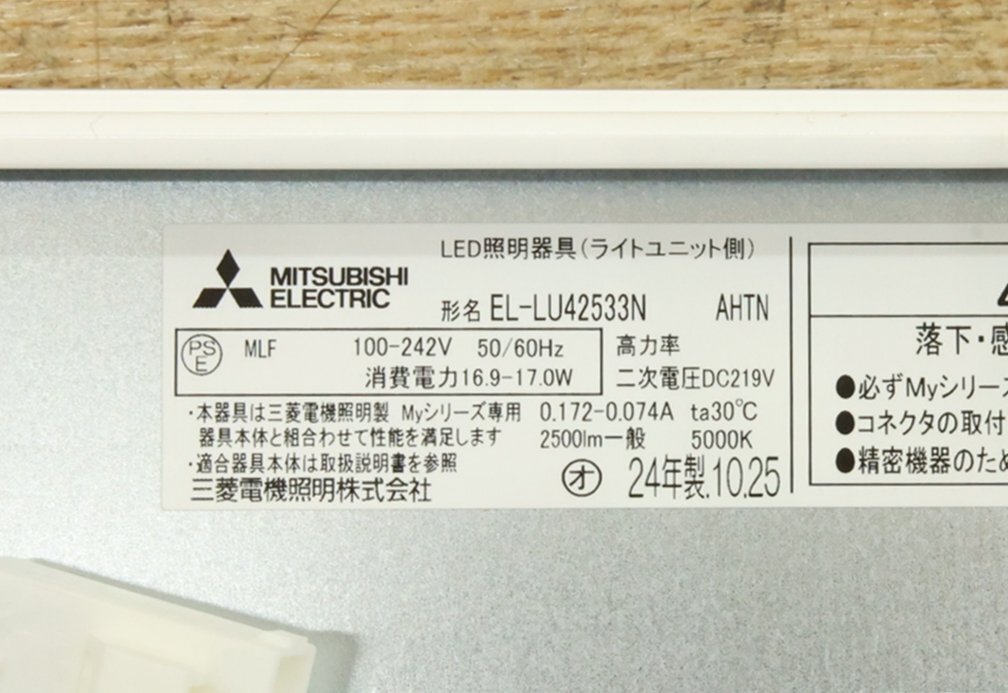 LED照明器具(ライトユニット側)
MITSUBISHI
ELECTRIC
形名 EL-LU42533N AHTN
PS
E
MLF 100-242V 50/60Hz 高力率
消費電力16.9-17.0W 二次電圧DC219V
・本器具は三菱電機照明製 Myシリーズ専用 0.172-0.074A ta30℃
器具本体と組合わせて性能を満足します 2500lm一般 5000K
・適合器具本体は取扱説明書を参照
三菱電機照明株式会社 オ 24年製.10.25
落下・感
●必ずMyシリーズ
●コネクタの取付
●精密機器のため